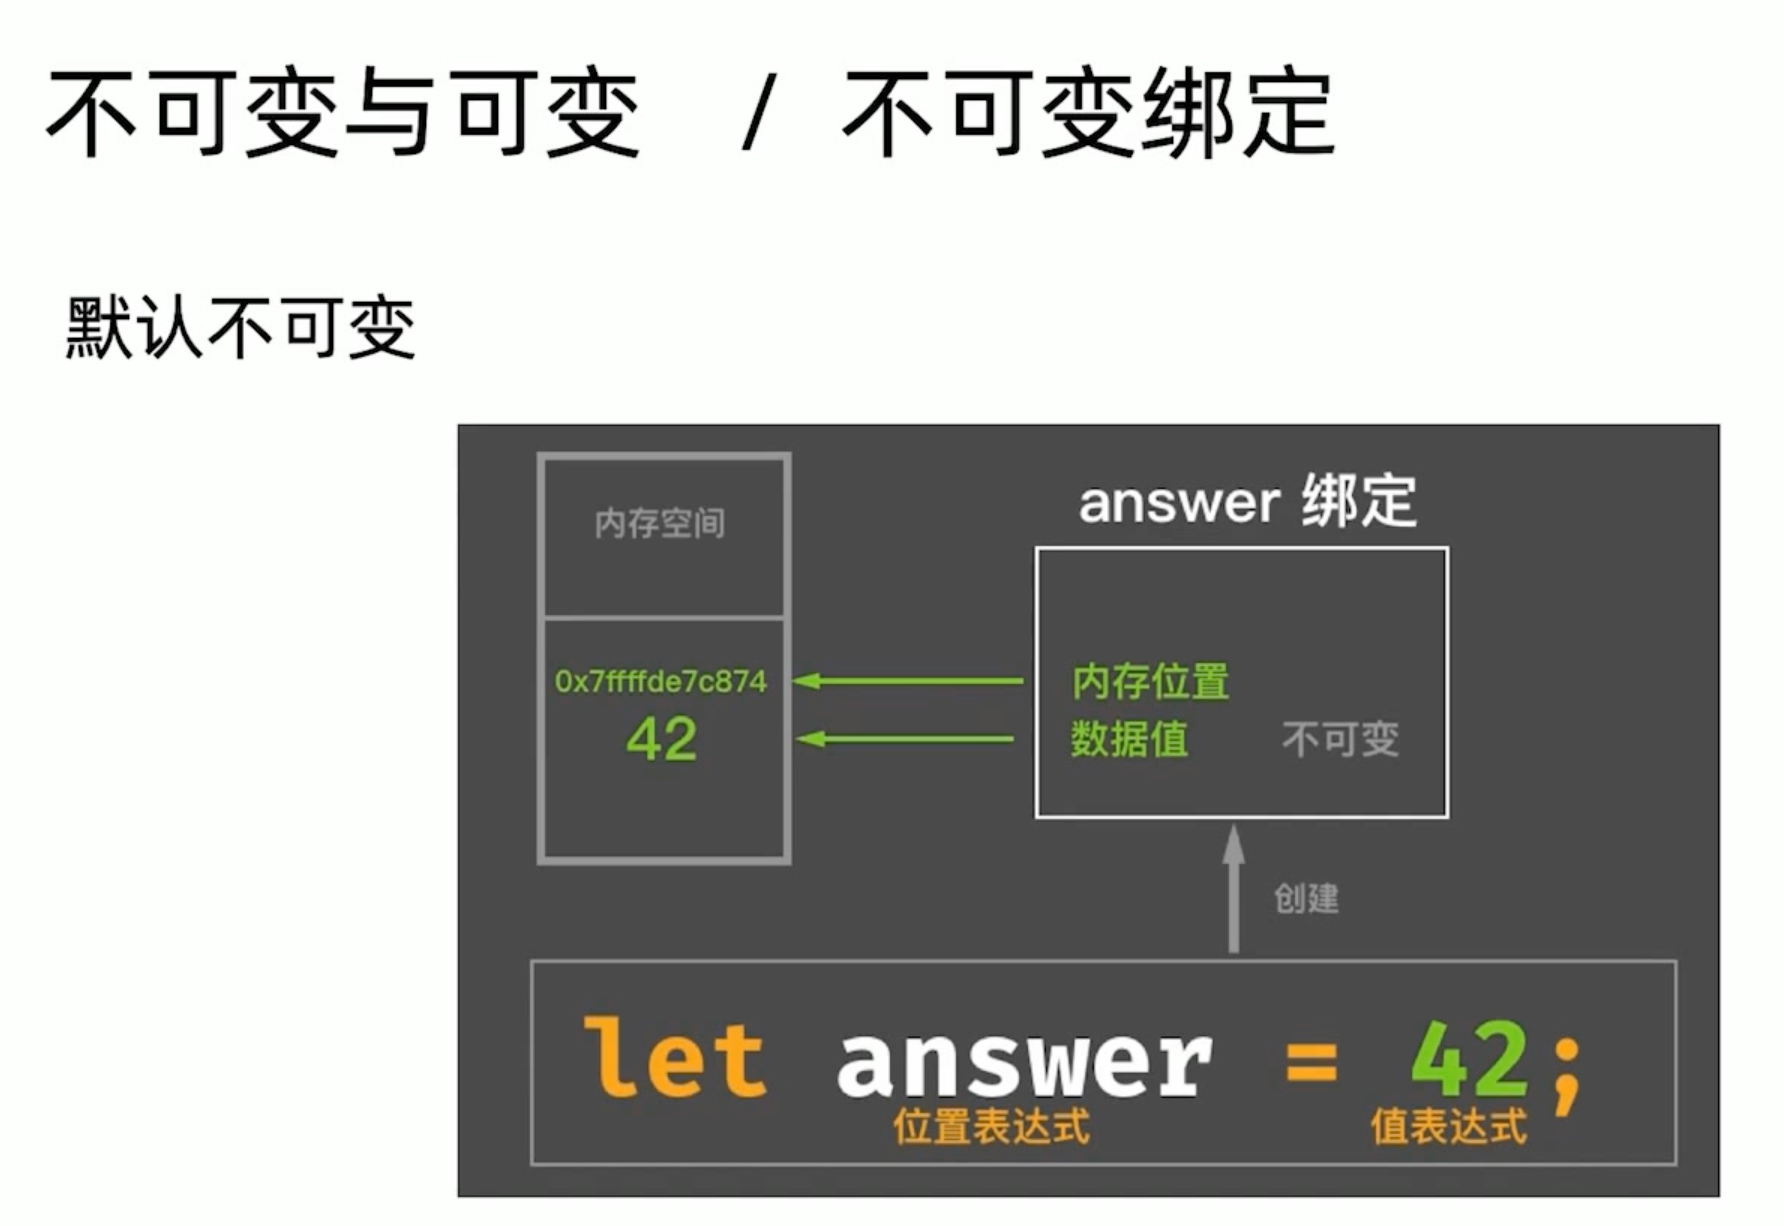 不可变与可变 / 不可变绑定
默认不可变
内存空间
0x7ffffde7c874
42
answer 绑定
内存位置
数据值 不可变
创建
let answer = 42;
位置表达式 值表达式